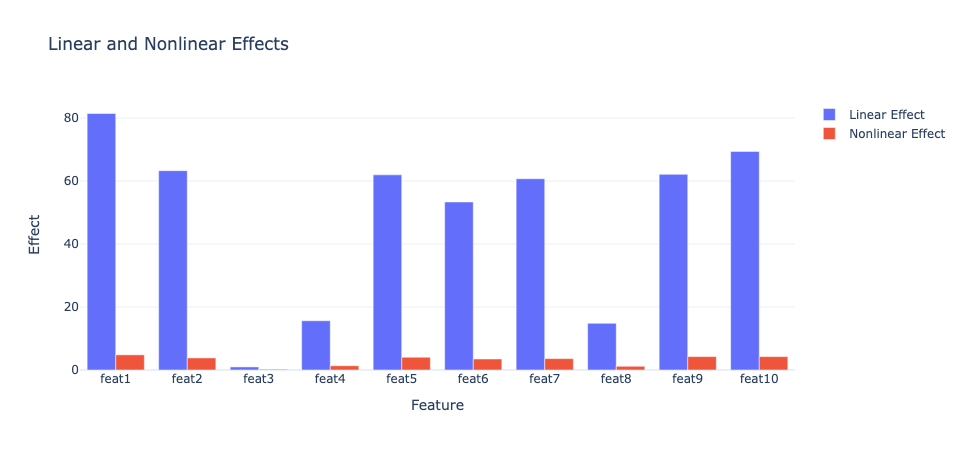 Linear and Nonlinear Effects
Linear Effect
Nonlinear Effect
Effect
80
60
40
20
0
feat1 feat2 feat3 feat4 feat5 feat6 feat7 feat8 feat9 feat10
Feature